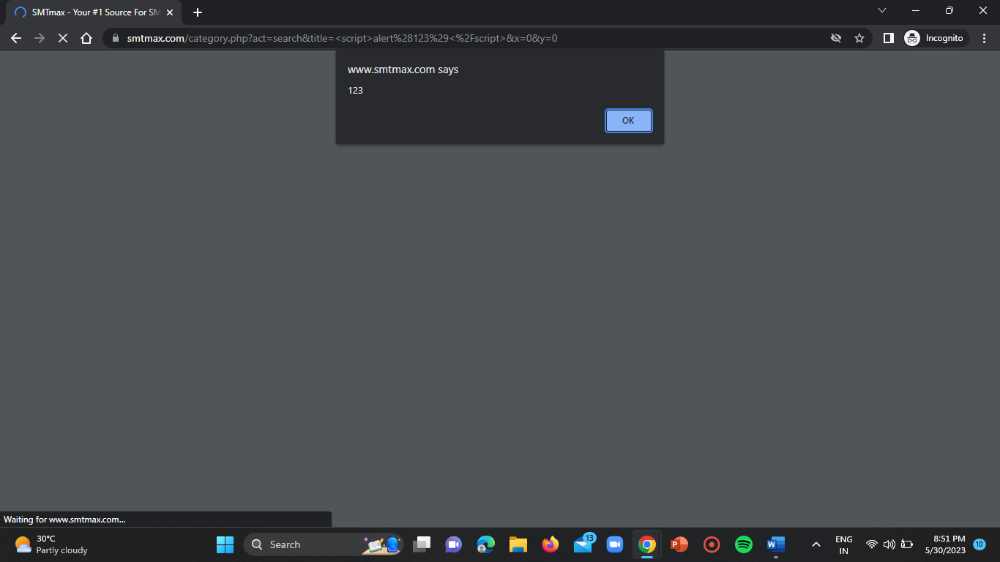 SMTmax - Your #1 Source For SM
smtmax.com/category.php?act=search&title=<script>alert%28123%29<%2Fscript>&x=0&y=0
Incognito
www.smtmax.com says
123
OK
Waiting for www.smtmax.com...
30°C
Partly cloudy
Search
13
ENG
IN
8:51 PM
5/30/2023
10